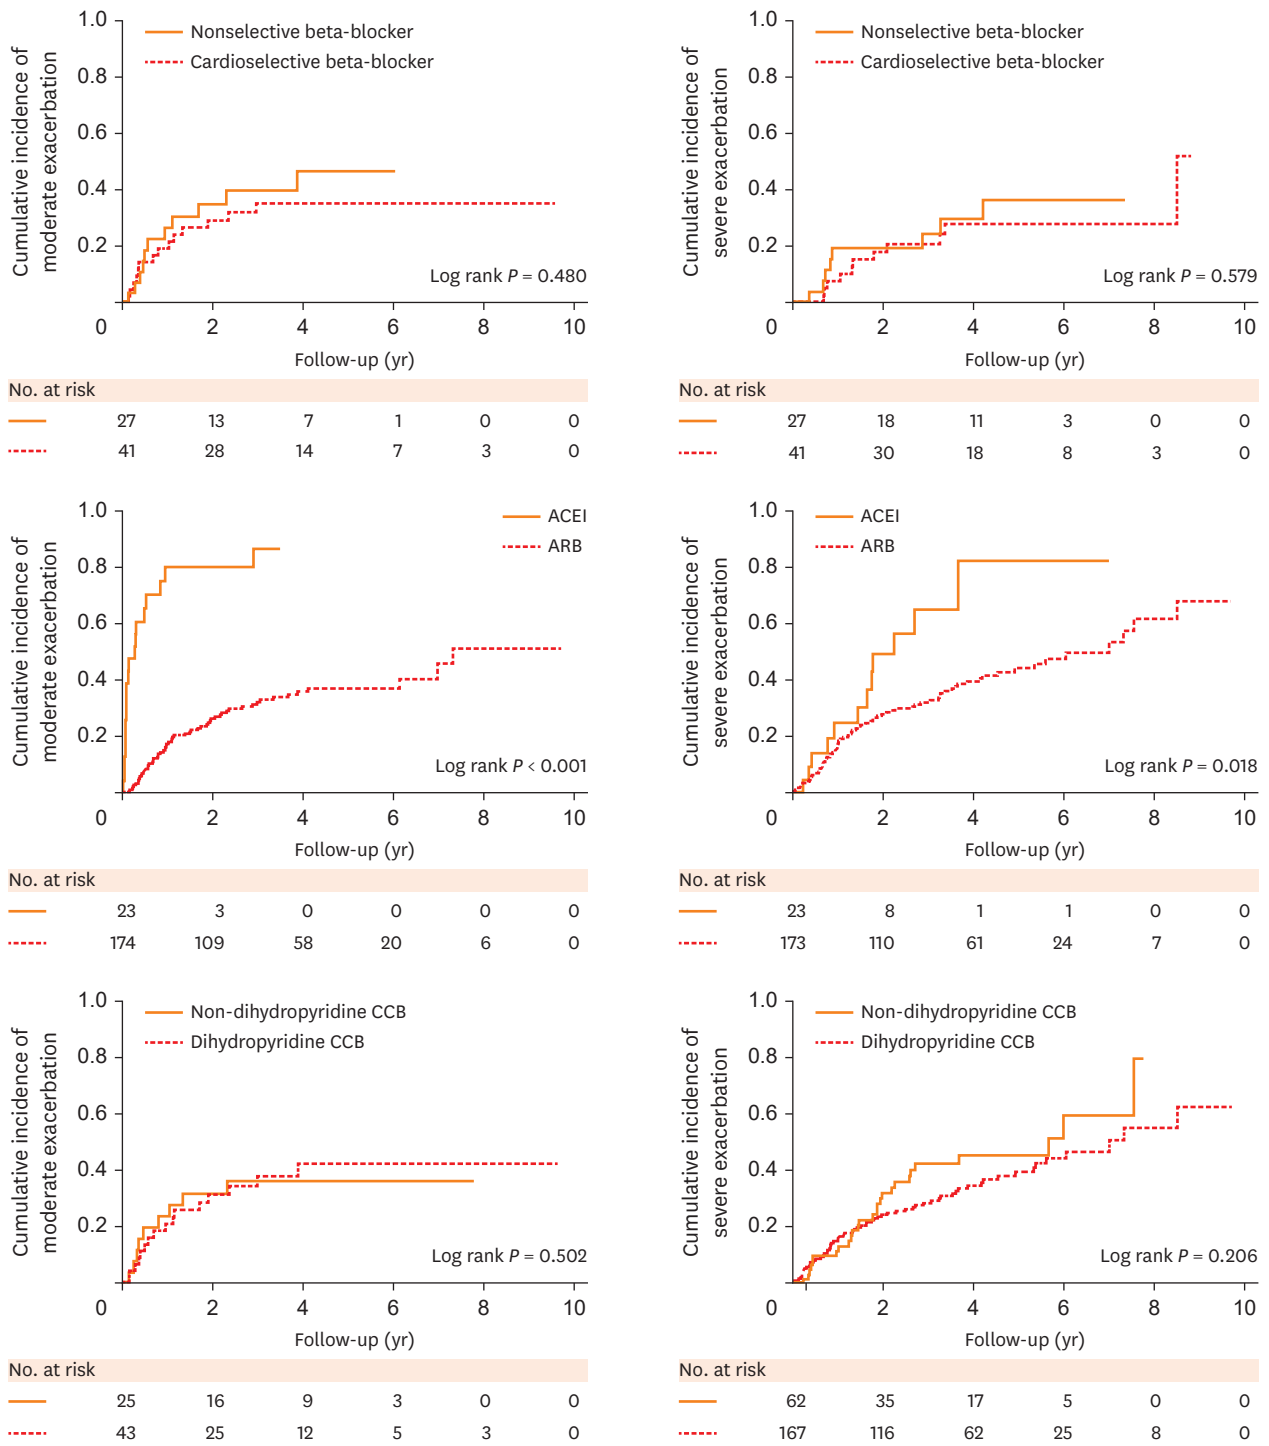 Cumulative incidence of
moderate exacerbation
1.0
0.8
0.6
0.4
0.2
Nonselective beta-blocker
Cardioselective beta-blocker
Log rank P = 0.480
0 2 4 6 8 10
Follow-up (yr)
No. at risk
27 13 7 1 0 0
41 28 14 7 3 0
Cumulative incidence of
severe exacerbation
1.0
0.8
0.6
0.4
0.2
Nonselective beta-blocker
Cardioselective beta-blocker
Log rank P = 0.579
0 2 4 6 8 10
Follow-up (yr)
No. at risk
27 18 11 3 0 0
41 30 18 8 3 0
Cumulative incidence of
moderate exacerbation
1.0
0.8
0.6
0.4
0.2
ACEI
ARB
Log rank P < 0.001
0 2 4 6 8 10
Follow-up (yr)
No. at risk
23 3 0 0 0 0
174 109 58 20 6 0
Cumulative incidence of
severe exacerbation
1.0
0.8
0.6
0.4
0.2
ACEI
ARB
Log rank P = 0.018
0 2 4 6 8 10
Follow-up (yr)
No. at risk
23 8 1 1 0 0
173 110 61 24 7 0
Cumulative incidence of
moderate exacerbation
1.0
0.8
0.6
0.4
0.2
Non-dihydropyridine CCB
Dihydropyridine CCB
Log rank P = 0.502
0 2 4 6 8 10
Follow-up (yr)
No. at risk
25 16 9 3 0 0
43 25 12 5 3 0
Cumulative incidence of
severe exacerbation
1.0
0.8
0.6
0.4
0.2
Non-dihydropyridine CCB
Dihydropyridine CCB
Log rank P = 0.206
0 2 4 6 8 10
Follow-up (yr)
No. at risk
62 35 17 5 0 0
167 116 62 25 8 0